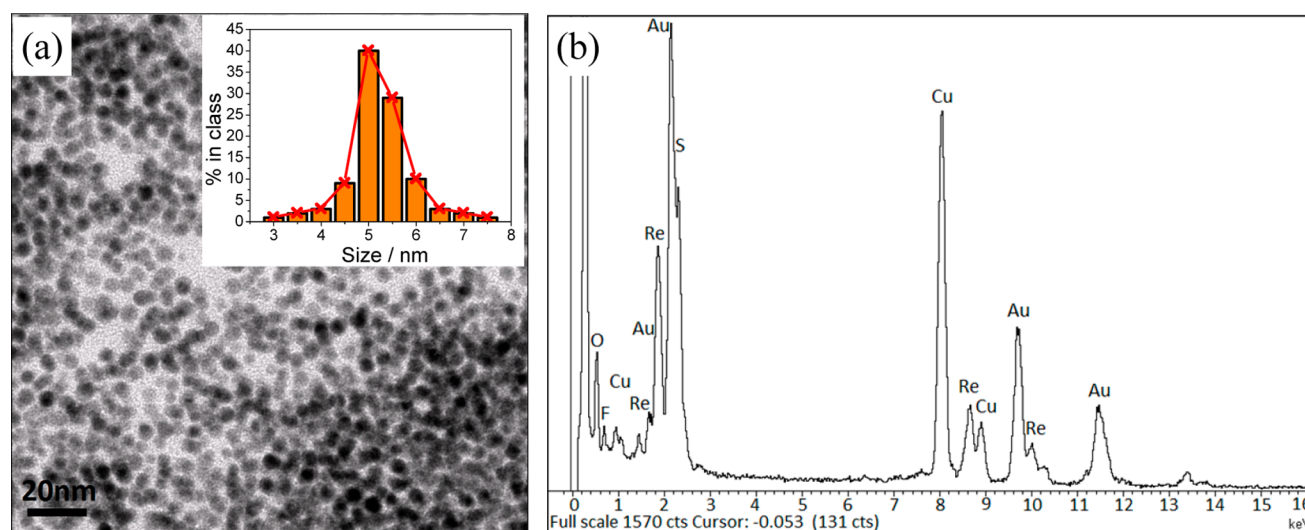 (a)
% in class
45
40
35
30
25
20
15
10
5
0
3 4 5 6 7 8
Size / nm
20nm
(b)
Au
S
Re
Au
O
Cu
F
Re
Cu
Re
Cu
Au
Re
Au
0 1 2 3 4 5 6 7 8 9 10 11 12 13 14 15 16
Full scale 1570 cts Cursor: -0.053 (131 cts)